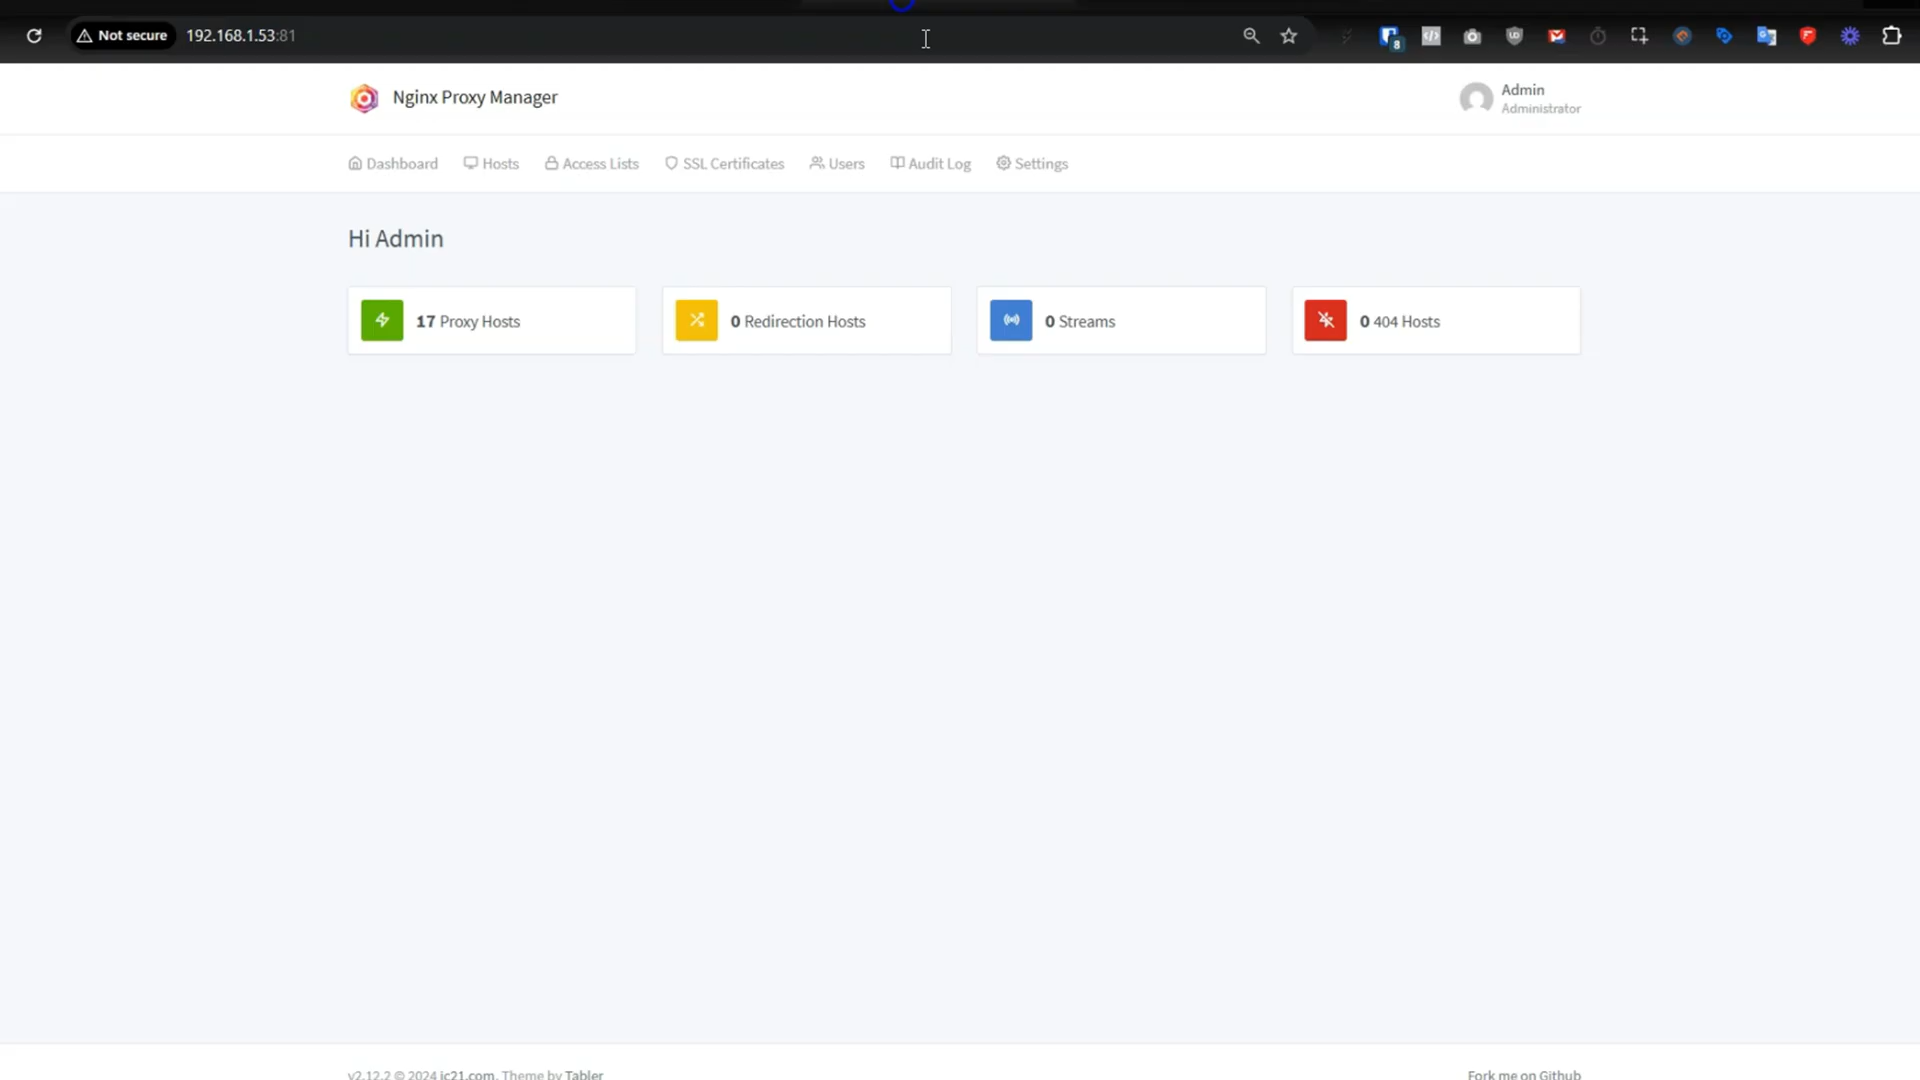 Not secure 192.168.1.53:81
8
Nginx Proxy Manager
Admin
Administrator
Dashboard Hosts Access Lists SSL Certificates Users Audit Log Settings
Hi Admin
17 Proxy Hosts 0 Redirection Hosts 0 Streams 0 404 Hosts
v2.12.2 © 2024 jc21.com. Theme by Tabler Fork me on Github